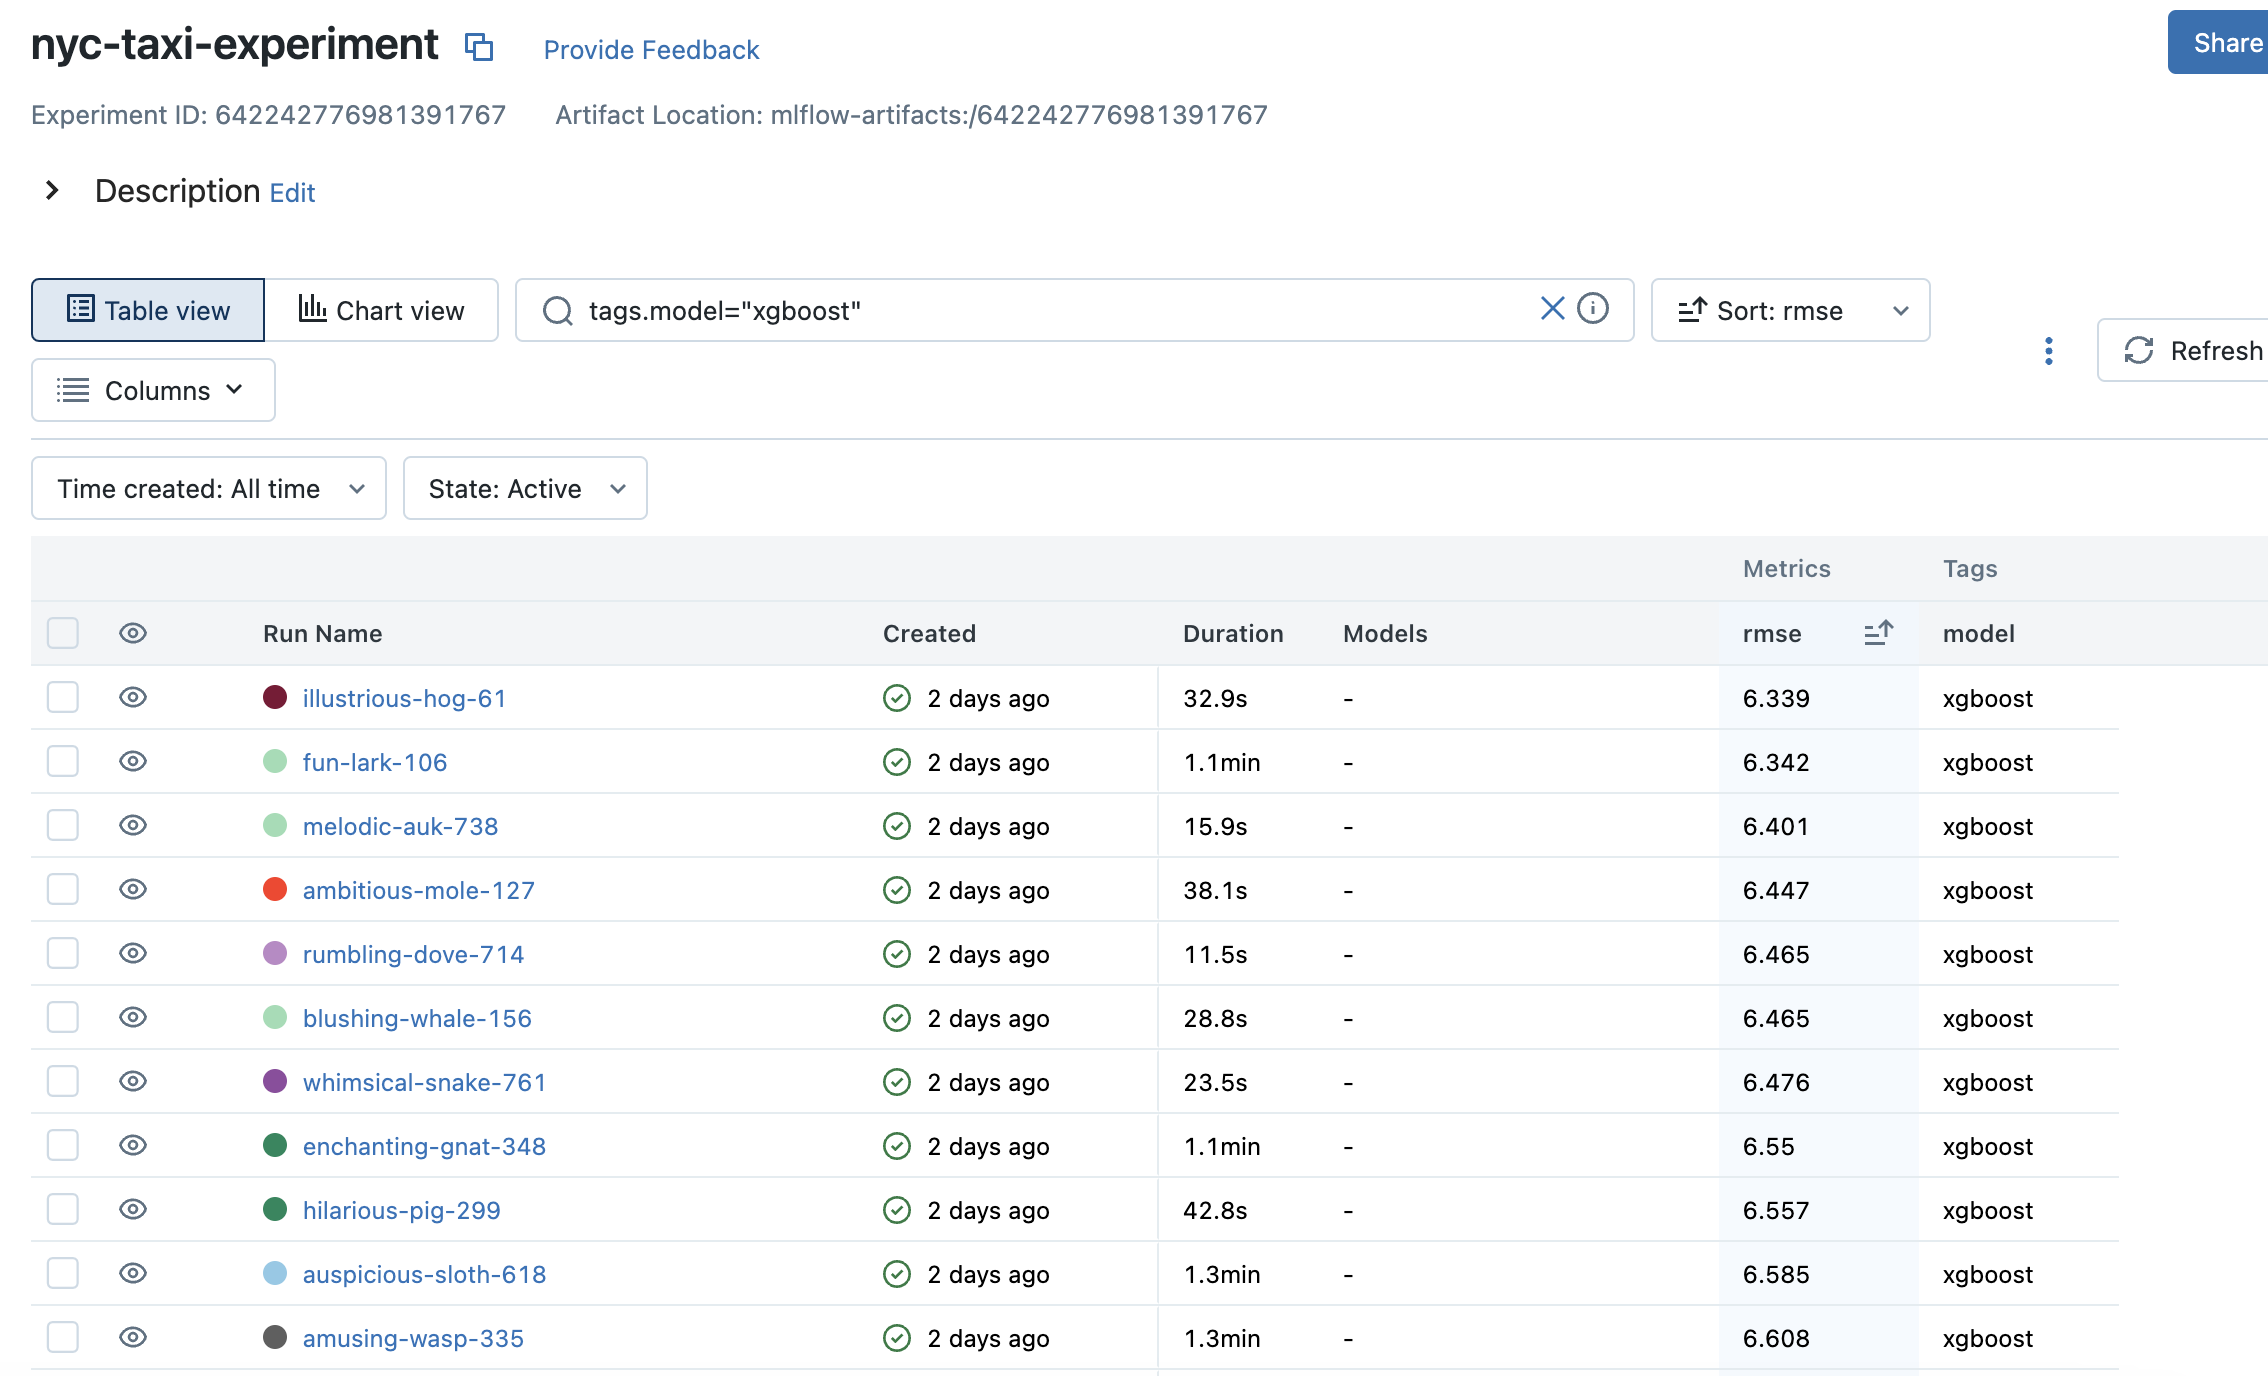 nyc-taxi-experiment Provide Feedback Share
Experiment ID: 642242776981391767 Artifact Location: mlflow-artifacts:/642242776981391767
Description Edit
Table view Chart view tags.model="xgboost" Sort: rmse
Refresh
Columns
Time created: All time State: Active
Metrics Tags
Run Name Created Duration Models rmse model
illustrious-hog-61 2 days ago 32.9s - 6.339 xgboost
fun-lark-106 2 days ago 1.1min - 6.342 xgboost
melodic-auk-738 2 days ago 15.9s - 6.401 xgboost
ambitious-mole-127 2 days ago 38.1s - 6.447 xgboost
rumbling-dove-714 2 days ago 11.5s - 6.465 xgboost
blushing-whale-156 2 days ago 28.8s - 6.465 xgboost
whimsical-snake-761 2 days ago 23.5s - 6.476 xgboost
enchanting-gnat-348 2 days ago 1.1min - 6.55 xgboost
hilarious-pig-299 2 days ago 42.8s - 6.557 xgboost
auspicious-sloth-618 2 days ago 1.3min - 6.585 xgboost
amusing-wasp-335 2 days ago 1.3min - 6.608 xgboost